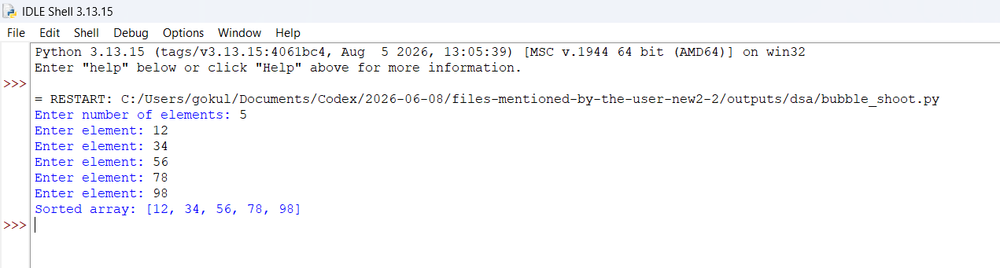 IDLE Shell 3.13.15
File Edit Shell Debug Options Window Help
Python 3.13.15 (tags/v3.13.15:4061bc4, Aug  5 2026, 13:05:39) [MSC v.1944 64 bit (AMD64)] on win32
Enter "help" below or click "Help" above for more information.
>>>
= RESTART: C:/Users/gokul/Documents/Codex/2026-06-08/files-mentioned-by-the-user-new2-2/outputs/dsa/bubble_shoot.py
Enter number of elements: 5
Enter element: 12
Enter element: 34
Enter element: 56
Enter element: 78
Enter element: 98
Sorted array: [12, 34, 56, 78, 98]
>>>